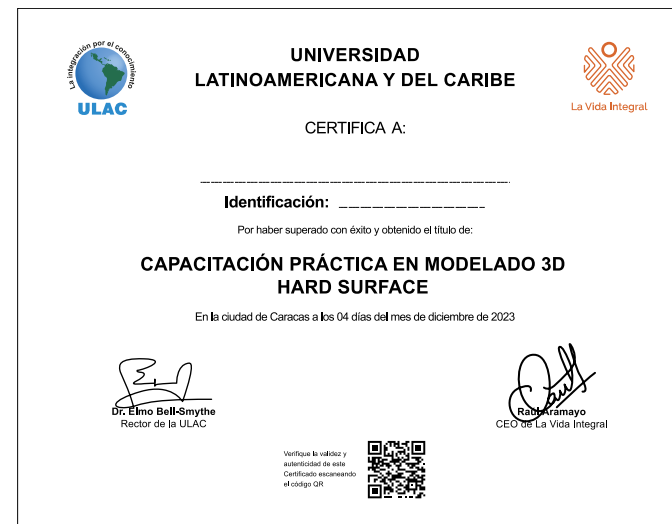 La integración por el conocimiento
ULAC
UNIVERSIDAD
LATINOAMERICANA Y DEL CARIBE
La Vida Integral
CERTIFICA A:
Identificación:
Por haber superado con éxito y obtenido el título de:
CAPACITACIÓN PRÁCTICA EN MODELADO 3D
HARD SURFACE
En la ciudad de Caracas a los 04 días del mes de diciembre de 2023
Dr. Elmo Bell-Smythe
Rector de la ULAC
Raúl Aramayo
CEO de La Vida Integral
Verifique la validez y
autenticidad de este
Certificado escaneando
el código QR